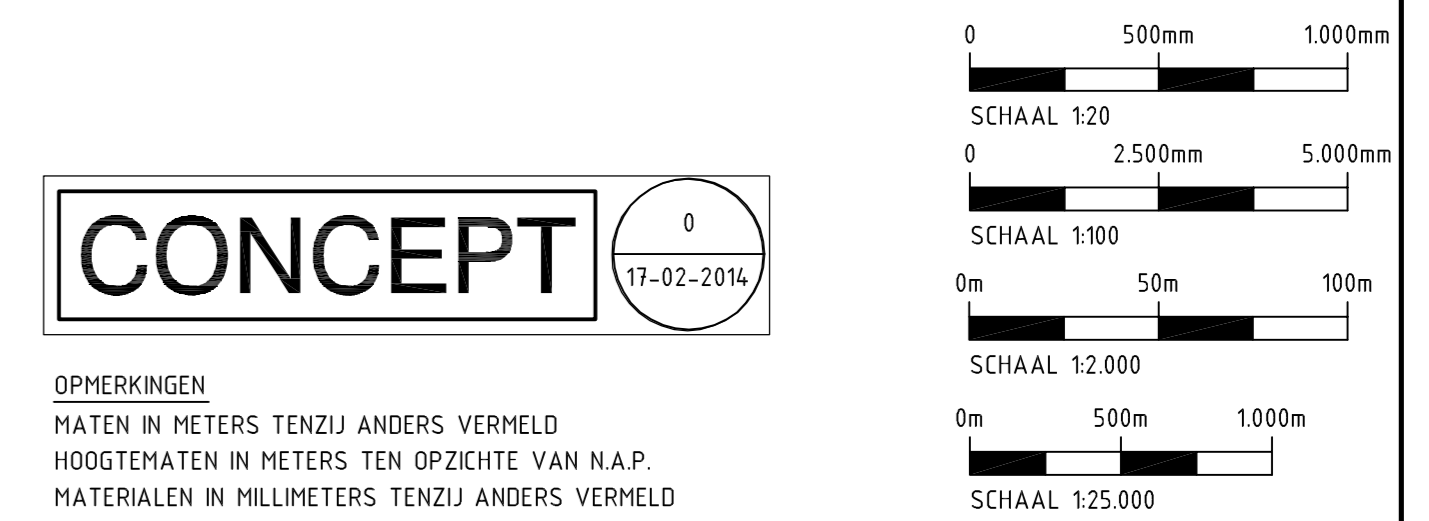 CONCEPT
0
17-02-2014
OPMERKINGEN
MATEN IN METERS TENZIJ ANDERS VERMELD
HOOGTEMATEN IN METERS TEN OPZICHTE VAN N.A.P.
MATERIALEN IN MILLIMETERS TENZIJ ANDERS VERMELD
0 500mm 1.000mm
SCHAAL 1:20
0 2.500mm 5.000mm
SCHAAL 1:100
0m 50m 100m
SCHAAL 1:2.000
0m 500m 1.000m
SCHAAL 1:25.000